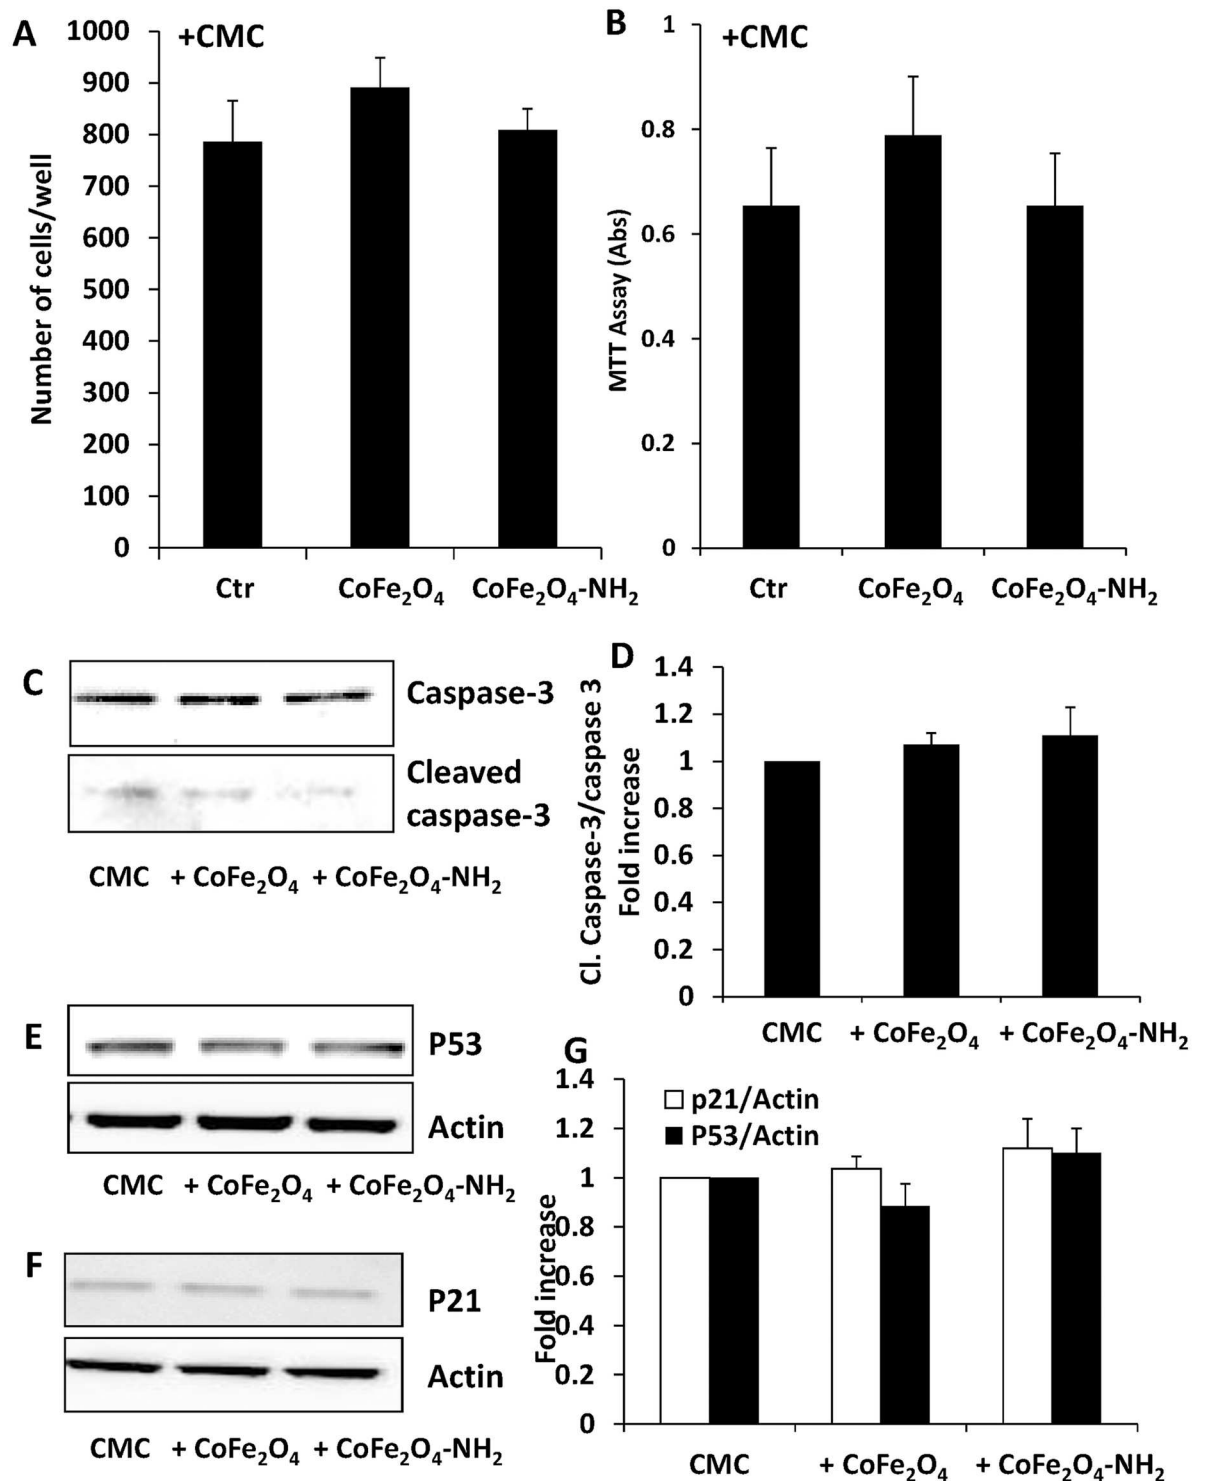 A
+CMC
1000
900
800
700
600
500
400
300
200
100
0
Number of cells/well
Ctr
CoFe₂O₄
CoFe₂O₄-NH₂
B
+CMC
1
0.8
0.6
0.4
0.2
0
MTT Assay (Abs)
Ctr
CoFe₂O₄
CoFe₂O₄-NH₂
C
Caspase-3
Cleaved
caspase-3
CMC + CoFe₂O₄ + CoFe₂O₄-NH₂
D
1.4
1.2
1
0.8
0.6
0.4
0.2
0
Cl. Caspase-3/caspase 3
Fold increase
CMC + CoFe₂O₄ + CoFe₂O₄-NH₂
E
P53
Actin
CMC + CoFe₂O₄ + CoFe₂O₄-NH₂
F
P21
Actin
CMC + CoFe₂O₄ + CoFe₂O₄-NH₂
G
1.4
1.2
1
0.8
0.6
0.4
0.2
0
Fold increase
p21/Actin
P53/Actin
CMC + CoFe₂O₄ + CoFe₂O₄-NH₂